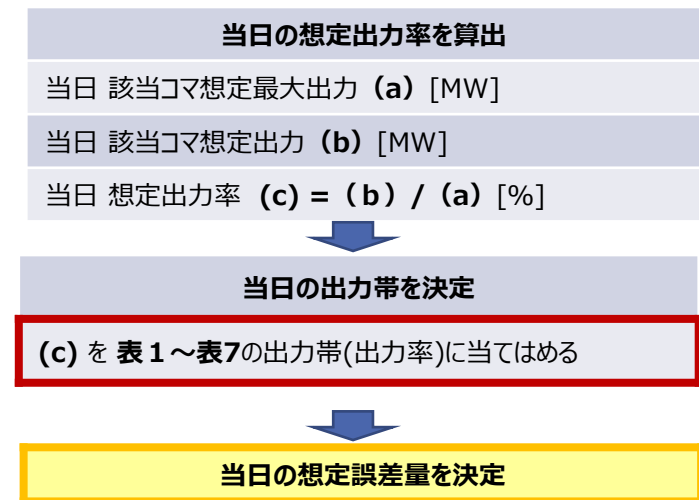 当日の想定出力率を算出
当日 該当コマ想定最大出力（a）[MW]
当日 該当コマ想定出力（b）[MW]
当日 想定出力率 (c) =（ｂ）/（a）[%]
当日の出力帯を決定
(c) を 表１～表7の出力帯(出力率)に当てはめる
当日の想定誤差量を決定